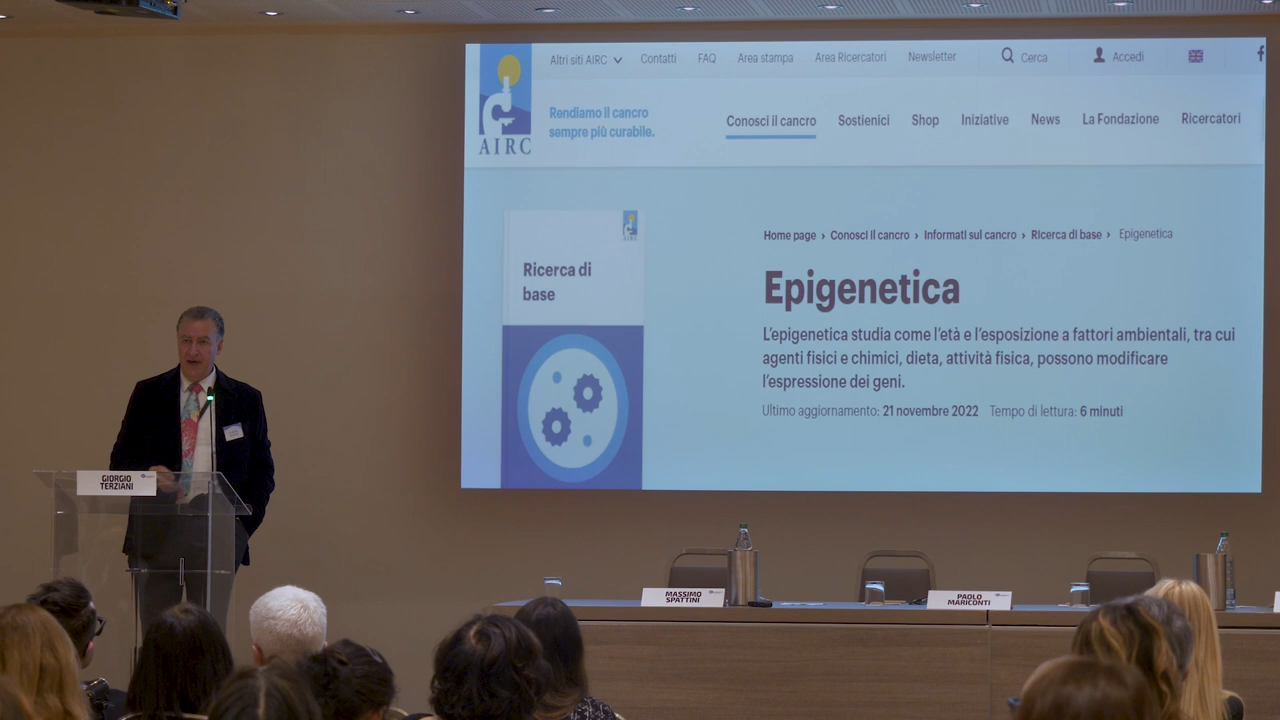 Altri siti AIRC Contatti FAQ Area stampa Area Ricercatori Newsletter Cerca Accedi f
AIRC
Rendiamo il cancro
sempre più curabile.
Conosci il cancro Sostienici Shop Iniziative News La Fondazione Ricercatori
AIRC
Ricerca di
base
Home page › Conosci il cancro › Informati sul cancro › Ricerca di base › Epigenetica
Epigenetica
L'epigenetica studia come l'età e l'esposizione a fattori ambientali, tra cui
agenti fisici e chimici, dieta, attività fisica, possono modificare
l'espressione dei geni.
Ultimo aggiornamento: 21 novembre 2022 Tempo di lettura: 6 minuti
GIORGIO
TERZIANI
MASSIMO
SPATTINI
PAOLO
MARICONTI